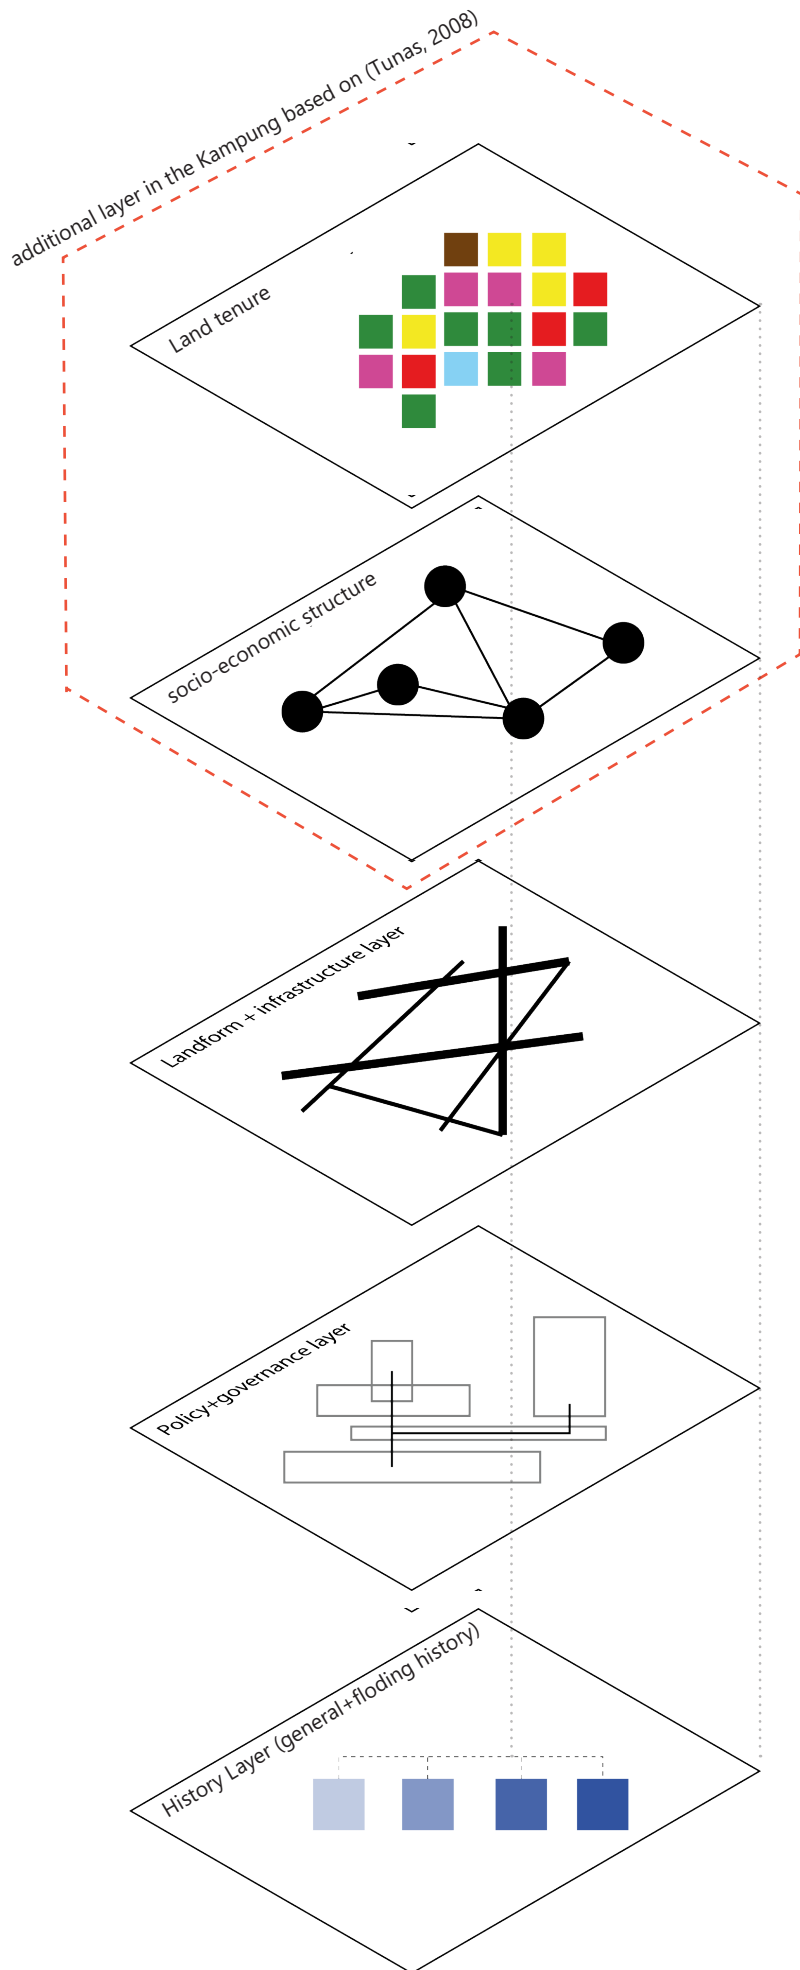 additional layer in the Kampung based on (Tunas, 2008)
Land tenure
socio-economic structure
Landform + infrastructure layer
Policy+governance layer
History Layer (general+floding history)